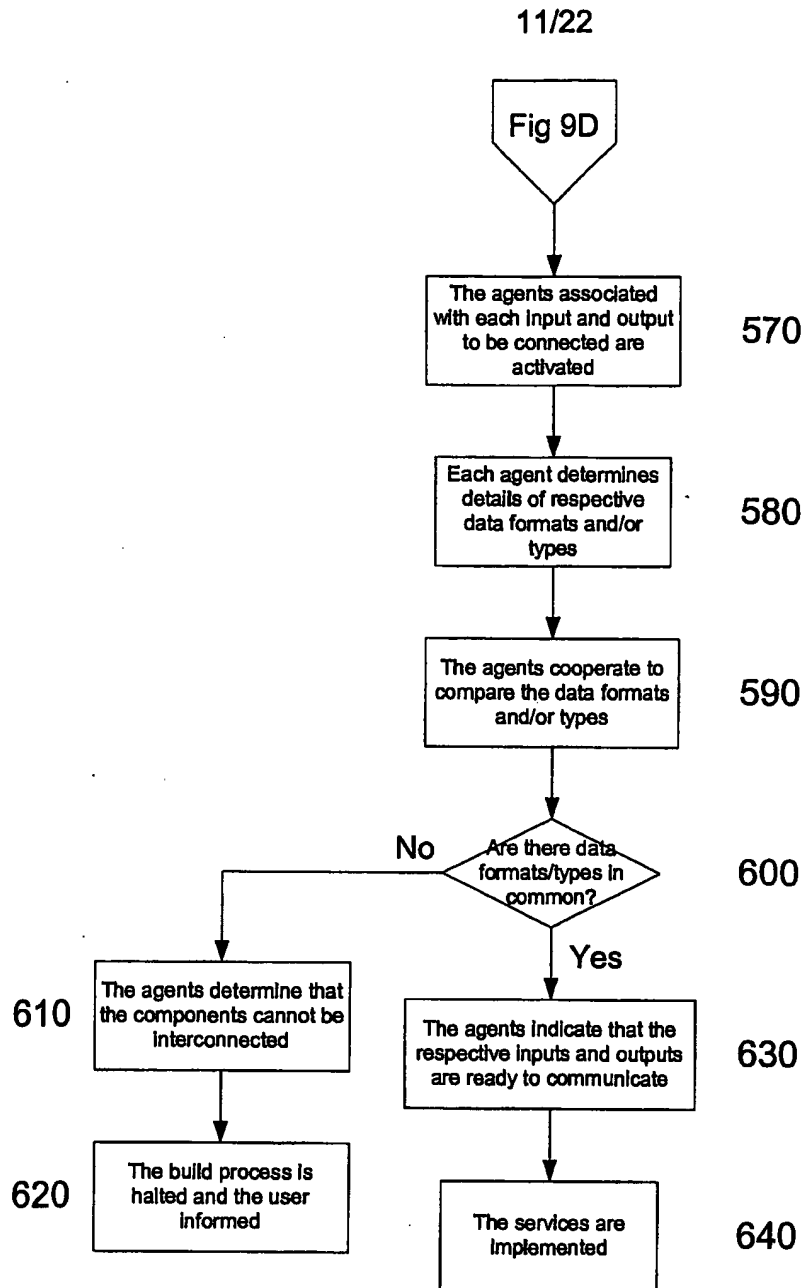 11/22
Fig 9D
The agents associated
with each input and output
to be connected are
activated
570
Each agent determines
details of respective
data formats and/or
types
580
The agents cooperate to
compare the data formats
and/or types
590
No
Are there data
formats/types in
common?
600
Yes
610
The agents determine that
the components cannot be
interconnected
The agents indicate that the
respective inputs and outputs
are ready to communicate
630
620
The build process is
halted and the user
informed
The services are
implemented
640